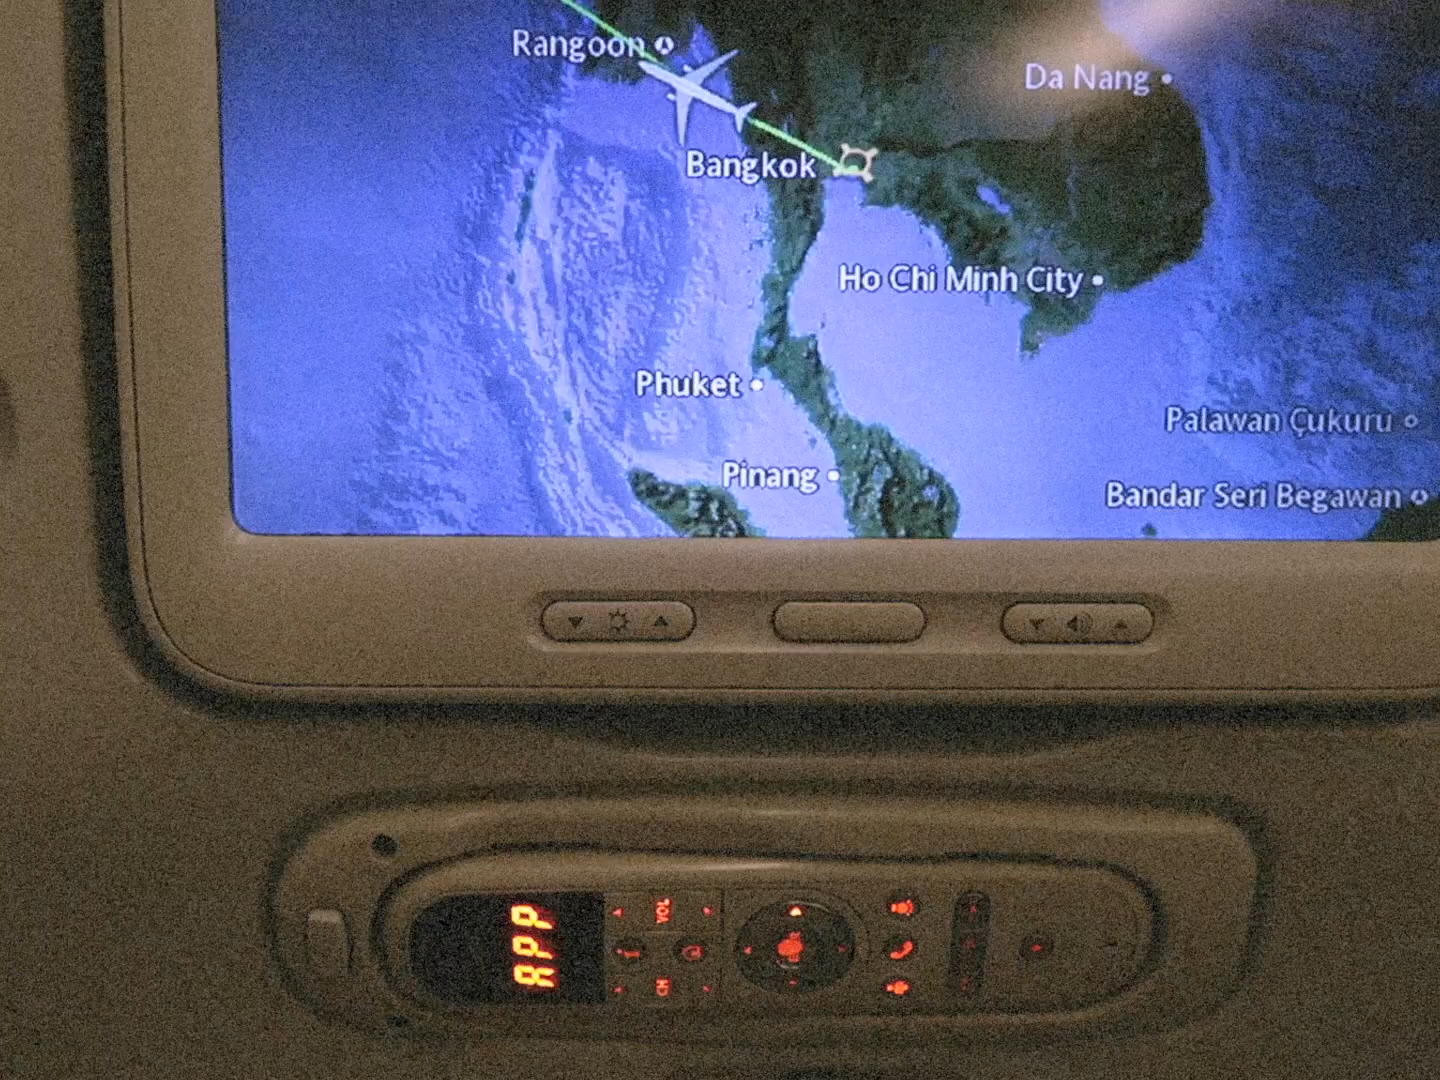 Rangoon
Da Nang
Bangkok
Ho Chi Minh City
Phuket
Palawan Çukuru
Pinang
Bandar Seri Begawan
APP
VOL
CH